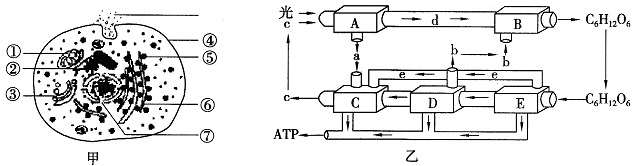 ①
②
③
④
⑤
⑥
⑦
甲
光
c
A
d
B
C₆H₁₂O₆
a
b
b
e
e
c
C
D
E
C₆H₁₂O₆
ATP
乙